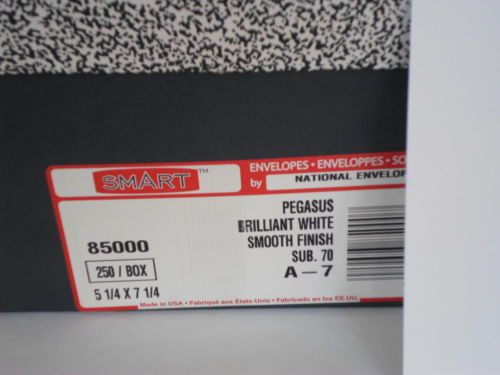 SMART™
ENVELOPES • ENVELOPPES • SO
by NATIONAL ENVELOP
PEGASUS
BRILLIANT WHITE
85000
SMOOTH FINISH
SUB. 70
250 / BOX
A – 7
5 1/4 X 7 1/4
Made in USA • Fabriqué aux États-Unis • Fabricado en los EE.UU.